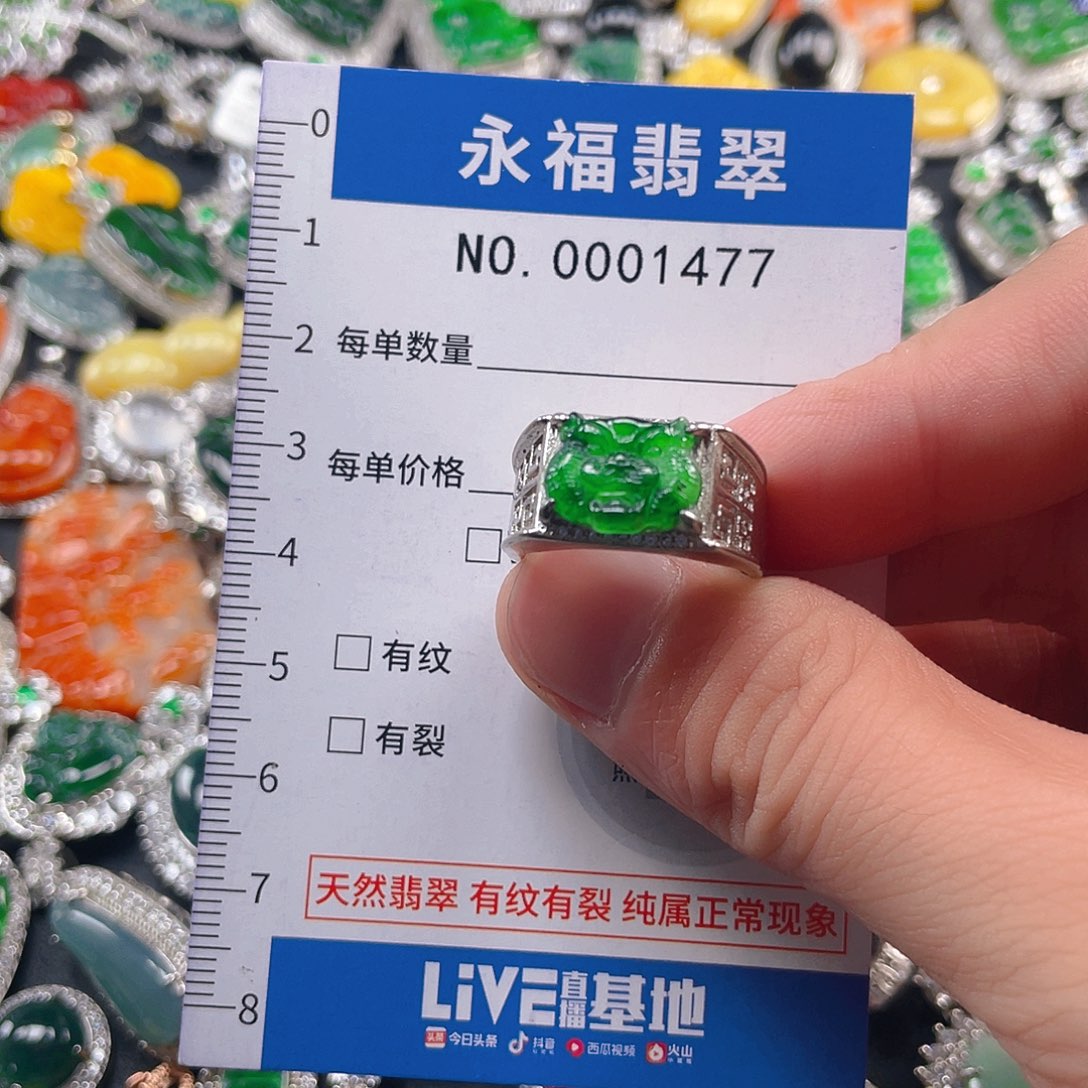 永福翡翠
NO. 0001477
每单数量
每单价格
有纹
有裂
天然翡翠 有纹有裂 纯属正常现象
LiVE直播基地
头条 今日头条 抖音 西瓜视频 火山
0
1
2
3
4
5
6
7
8